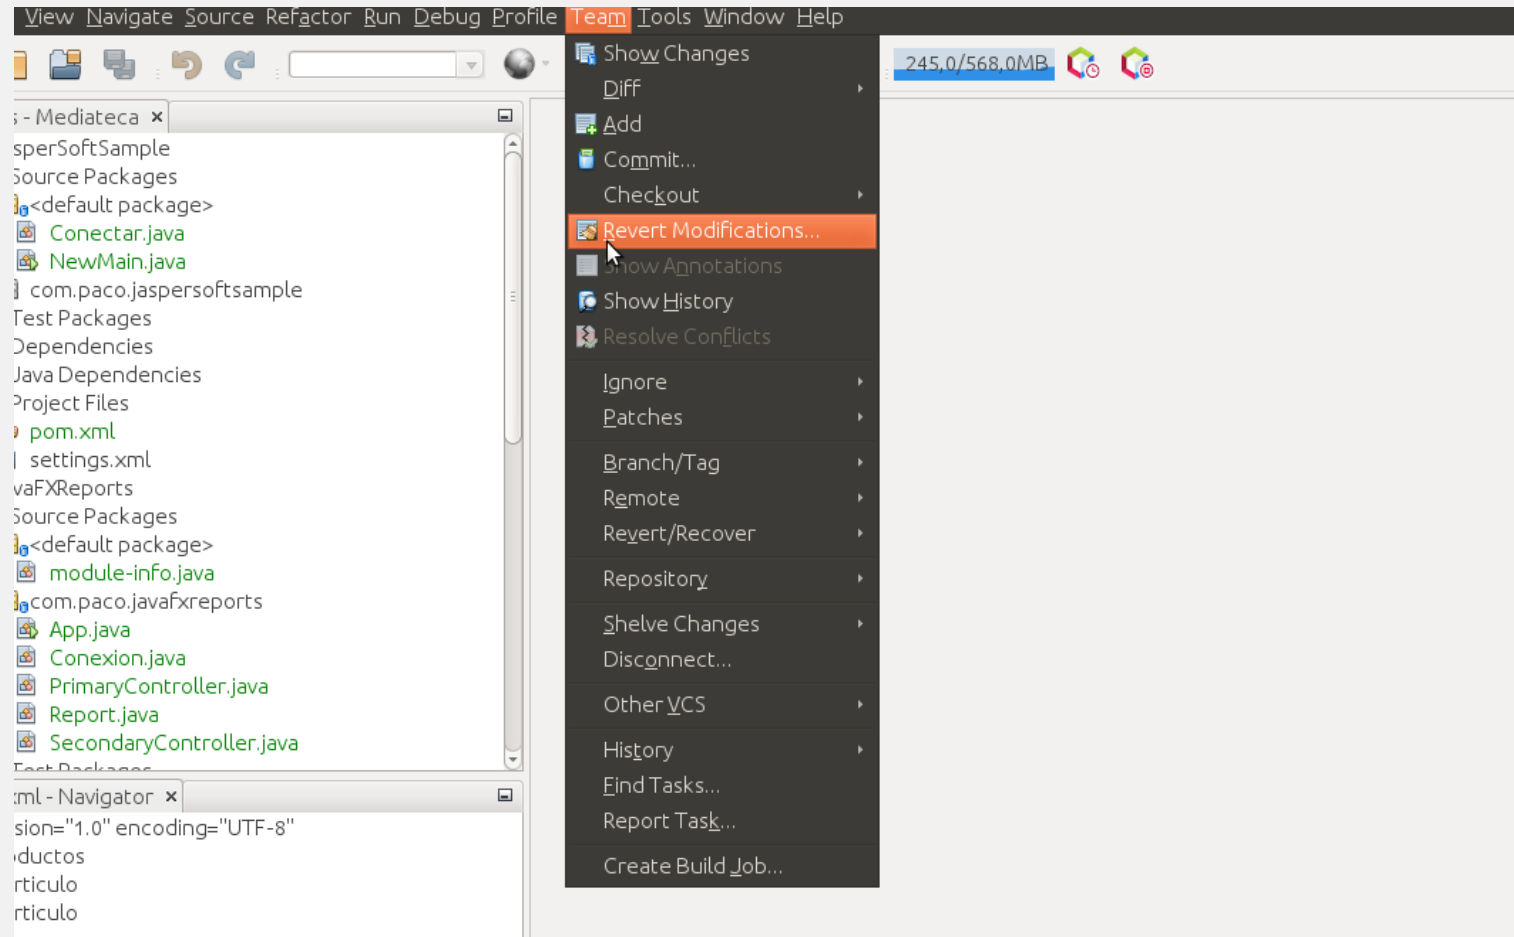 View Navigate Source Refactor Run Debug Profile Team Tools Window Help
245,0/568,0MB
s - Mediateca
sperSoftSample
Source Packages
<default package>
Conectar.java
NewMain.java
com.paco.jaspersoftsample
Test Packages
Dependencies
Java Dependencies
Project Files
pom.xml
settings.xml
vaFXReports
Source Packages
<default package>
module-info.java
com.paco.javafxreports
App.java
Conexion.java
PrimaryController.java
Report.java
SecondaryController.java
Test Packages
xml - Navigator
sion="1.0" encoding="UTF-8"
oductos
rticulo
rticulo
Show Changes
Diff
Add
Commit...
Checkout
Revert Modifications...
Show Annotations
Show History
Resolve Conflicts
Ignore
Patches
Branch/Tag
Remote
Revert/Recover
Repository
Shelve Changes
Disconnect...
Other VCS
History
Find Tasks...
Report Task...
Create Build Job...